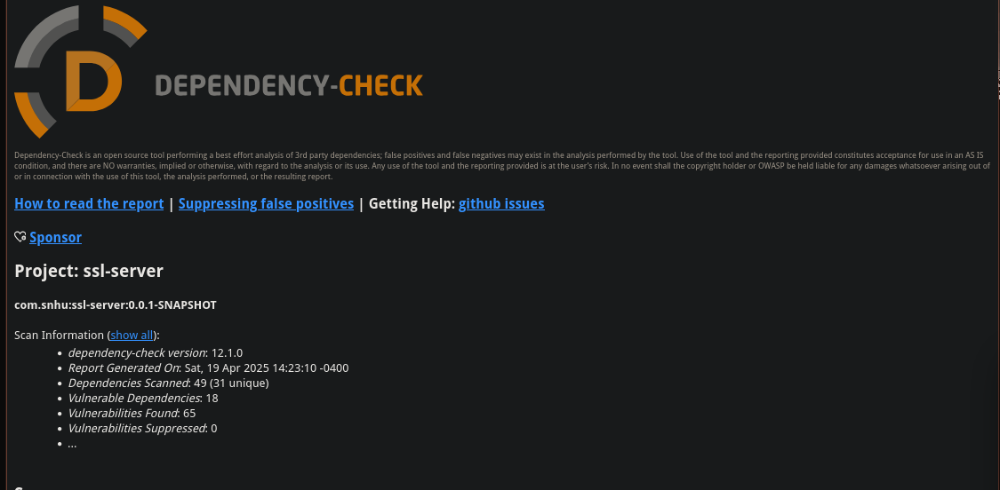 DEPENDENCY-CHECK
Dependency-Check is an open source tool performing a best effort analysis of 3rd party dependencies; false positives and false negatives may exist in the analysis performed by the tool. Use of the tool and the reporting provided constitutes acceptance for use in an AS IS
condition, and there are NO warranties, implied or otherwise, with regard to the analysis or its use. Any use of the tool and the reporting provided is at the user's risk. In no event shall the copyright holder or OWASP be held liable for any damages whatsoever arising out of
or in connection with the use of this tool, the analysis performed, or the resulting report.
How to read the report | Suppressing false positives | Getting Help: github issues
Sponsor
Project: ssl-server
com.snhu:ssl-server:0.0.1-SNAPSHOT
Scan Information (show all):
• dependency-check version: 12.1.0
• Report Generated On: Sat, 19 Apr 2025 14:23:10 -0400
• Dependencies Scanned: 49 (31 unique)
• Vulnerable Dependencies: 18
• Vulnerabilities Found: 65
• Vulnerabilities Suppressed: 0
• ...